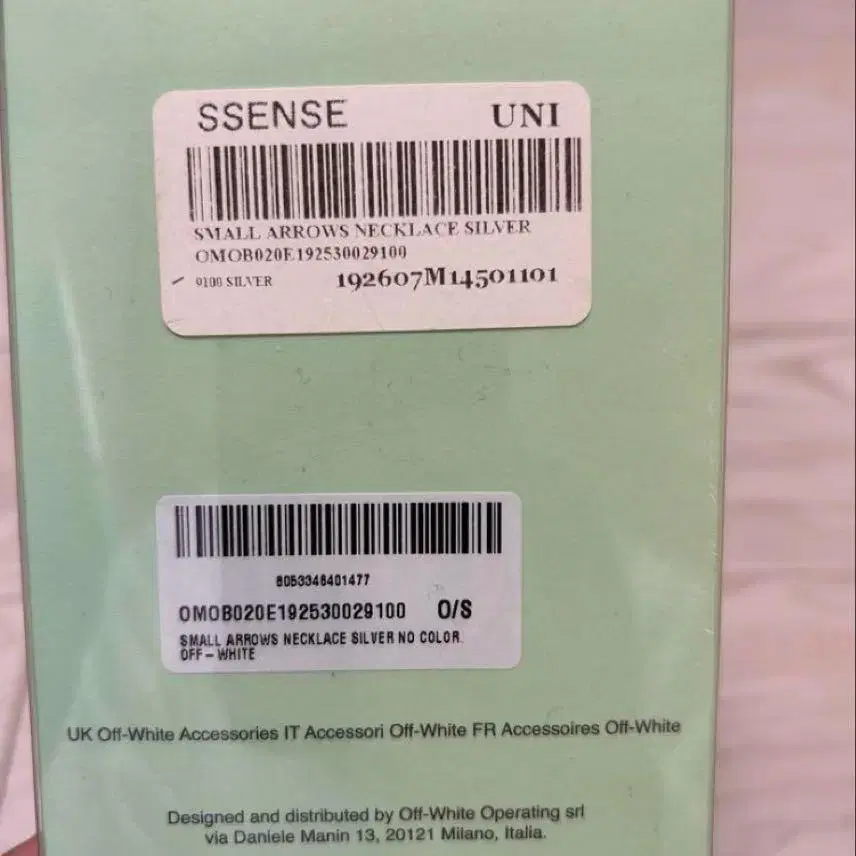 SSENSE UNI
SMALL ARROWS NECKLACE SILVER
OMOB020E192530029100
9100 SILVER 192607M14501101
8053346401477
OMOB020E192530029100 O/S
SMALL ARROWS NECKLACE SILVER NO COLOR
OFF-WHITE
UK Off-White Accessories IT Accessori Off-White FR Accessoires Off-White
Designed and distributed by Off-White Operating srl
via Daniele Manin 13, 20121 Milano, Italia.